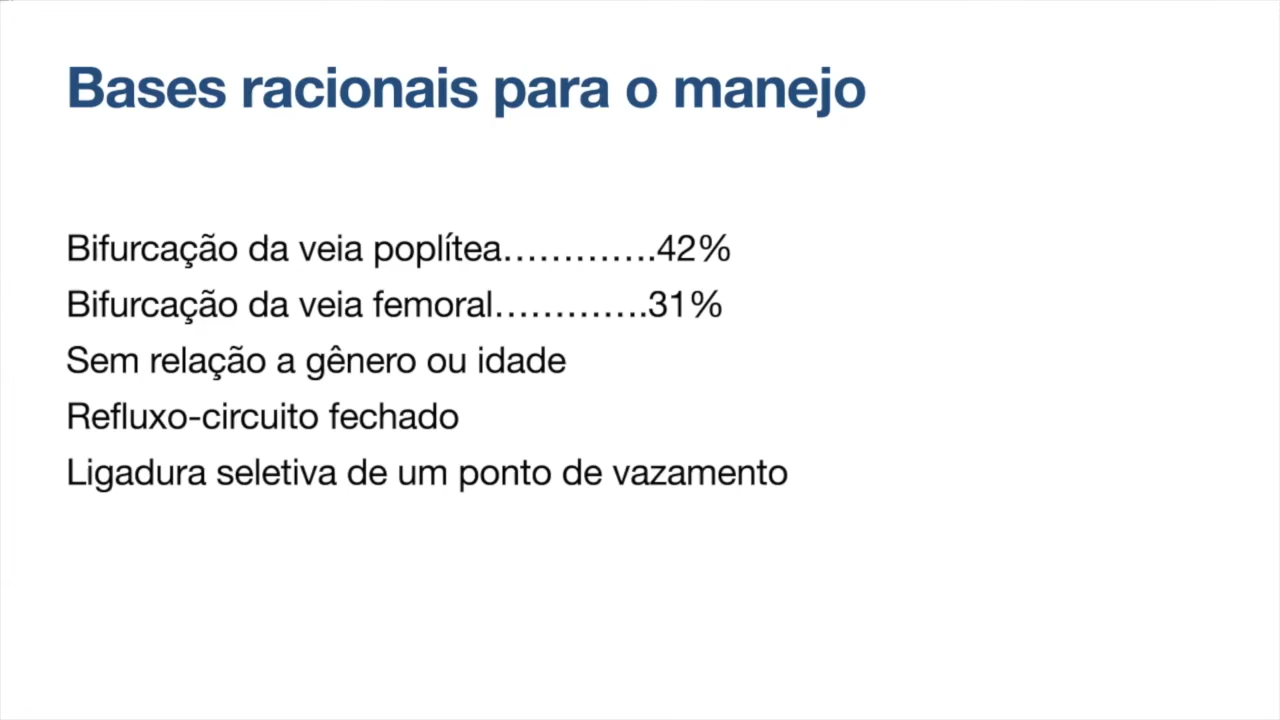 Bases racionais para o manejo
Bifurcação da veia poplítea………….42%
Bifurcação da veia femoral………….31%
Sem relação a gênero ou idade
Refluxo-circuito fechado
Ligadura seletiva de um ponto de vazamento